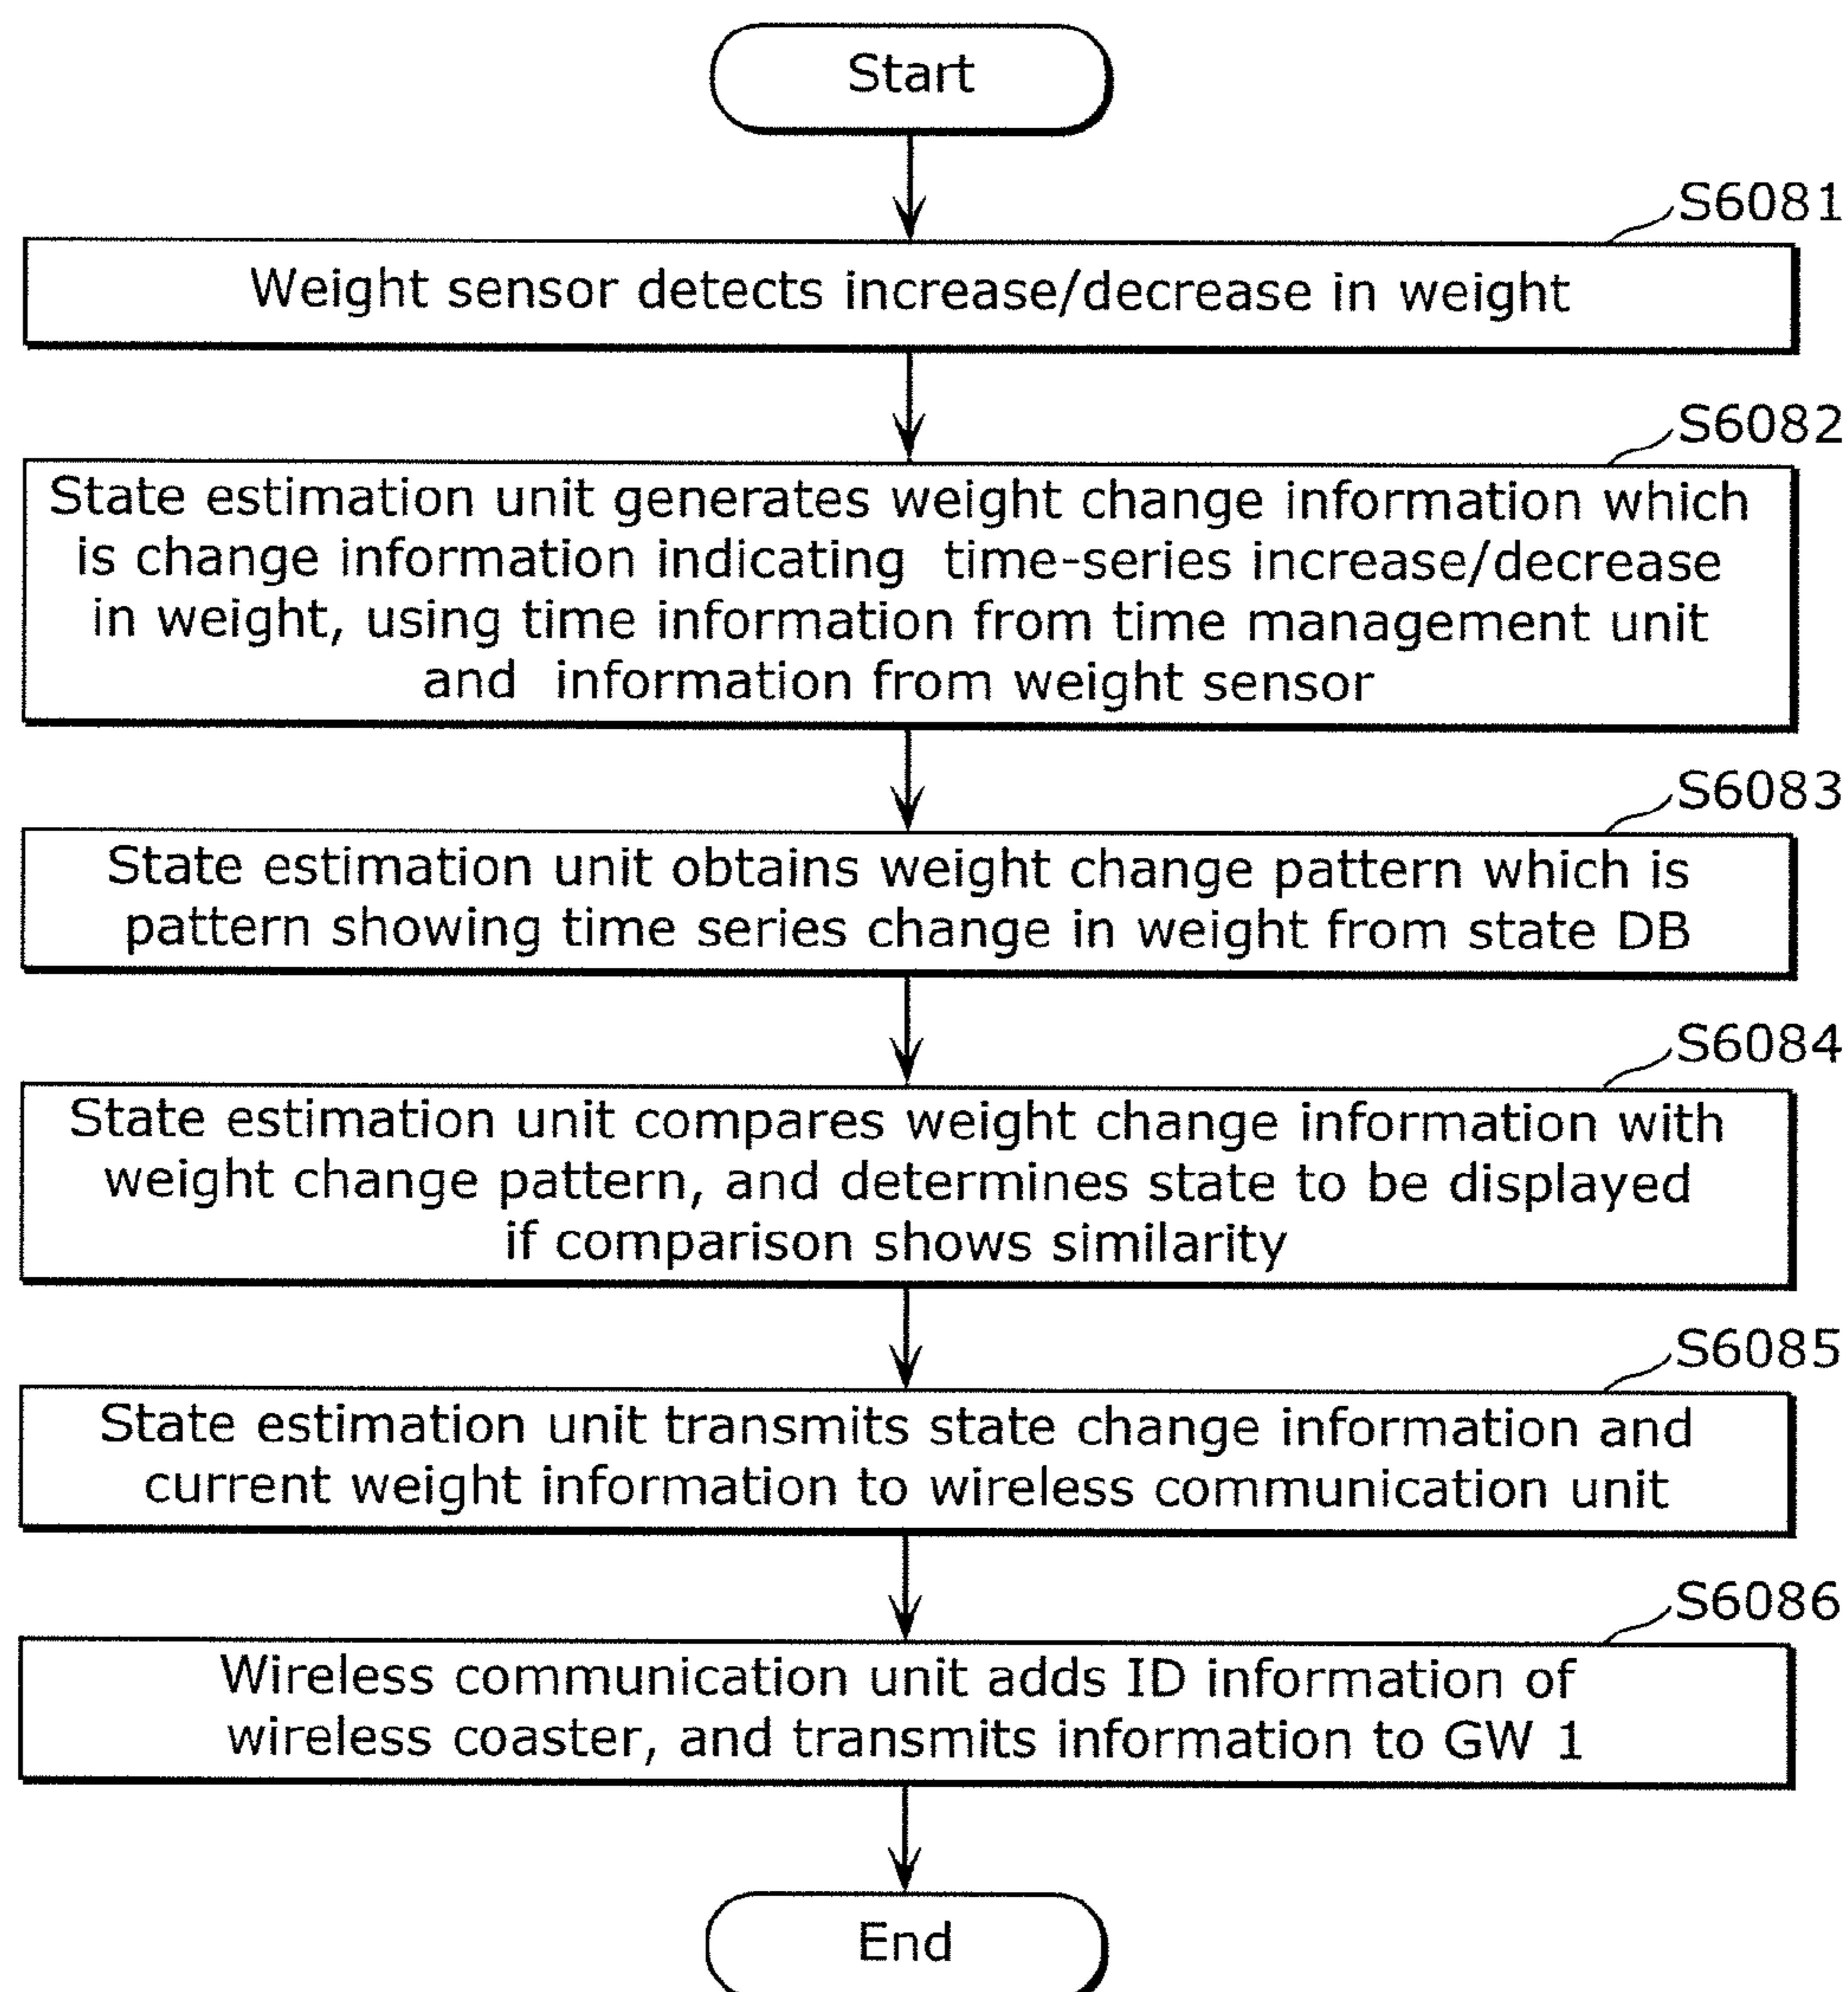 Start
S6081
Weight sensor detects increase/decrease in weight
S6082
State estimation unit generates weight change information which
is change information indicating time-series increase/decrease
in weight, using time information from time management unit
and information from weight sensor
S6083
State estimation unit obtains weight change pattern which is
pattern showing time series change in weight from state DB
S6084
State estimation unit compares weight change information with
weight change pattern, and determines state to be displayed
if comparison shows similarity
S6085
State estimation unit transmits state change information and
current weight information to wireless communication unit
S6086
Wireless communication unit adds ID information of
wireless coaster, and transmits information to GW 1
End